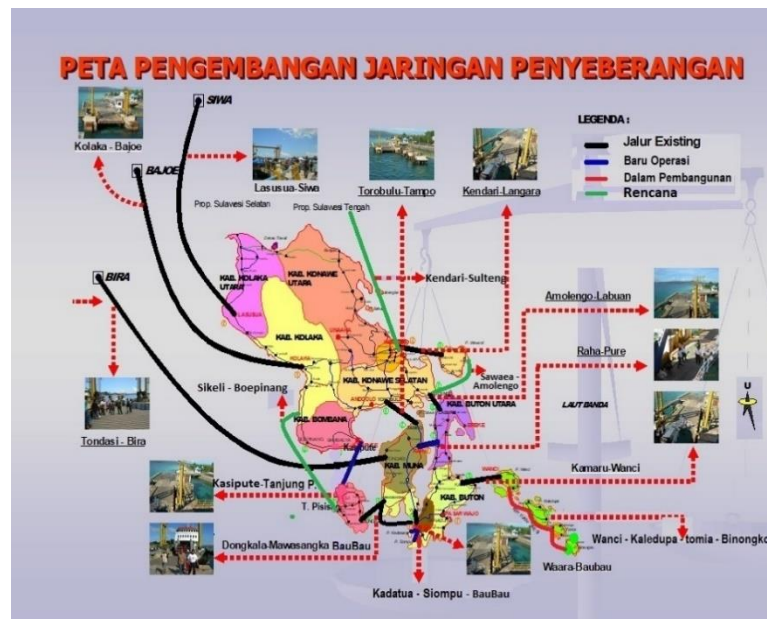 PETA PENGEMBANGAN JARINGAN PENYEBERANGAN
SIWA
LEGENDA :
Jalur Existing
Baru Operasi
Dalam Pembangunan
Rencana
Kolaka - Bajoe
BAJOE
Lasusua-Siwa
Torobulu-Tampo
Kendari-Langara
Prop. Sulawesi Selatan
Prop. Sulawesi Tengah
KAB. KOLAKA
UTARA
KAB. KONAWE
UTARA
Kendari-Sulteng
BIRA
Amolengo-Labuan
LASUSUA
KAB. KOLAKA
Raha-Pure
Sawaea -
Amolengo
Sikeli - Boepinang
KAB. KONAWE SELATAN
KAB. BUTON UTARA
LAUT BANDA
U
Tondasi - Bira
KAB. BOMBANA
Kasipute
KAB. MUNA
Kamaru-Wanci
Kasipute-Tanjung P.
T. Pising
KAB. BUTON
WANCI
Dongkala-Mawasangka BauBau
Wanci - Kaledupa - tomia - Binongko
Waara-Baubau
Kadatua - Siompu - BauBau